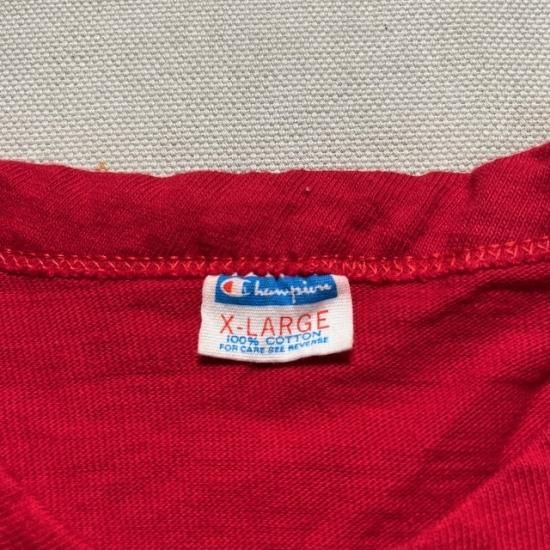 Champion
X-LARGE
100% COTTON
FOR CARE SEE REVERSE